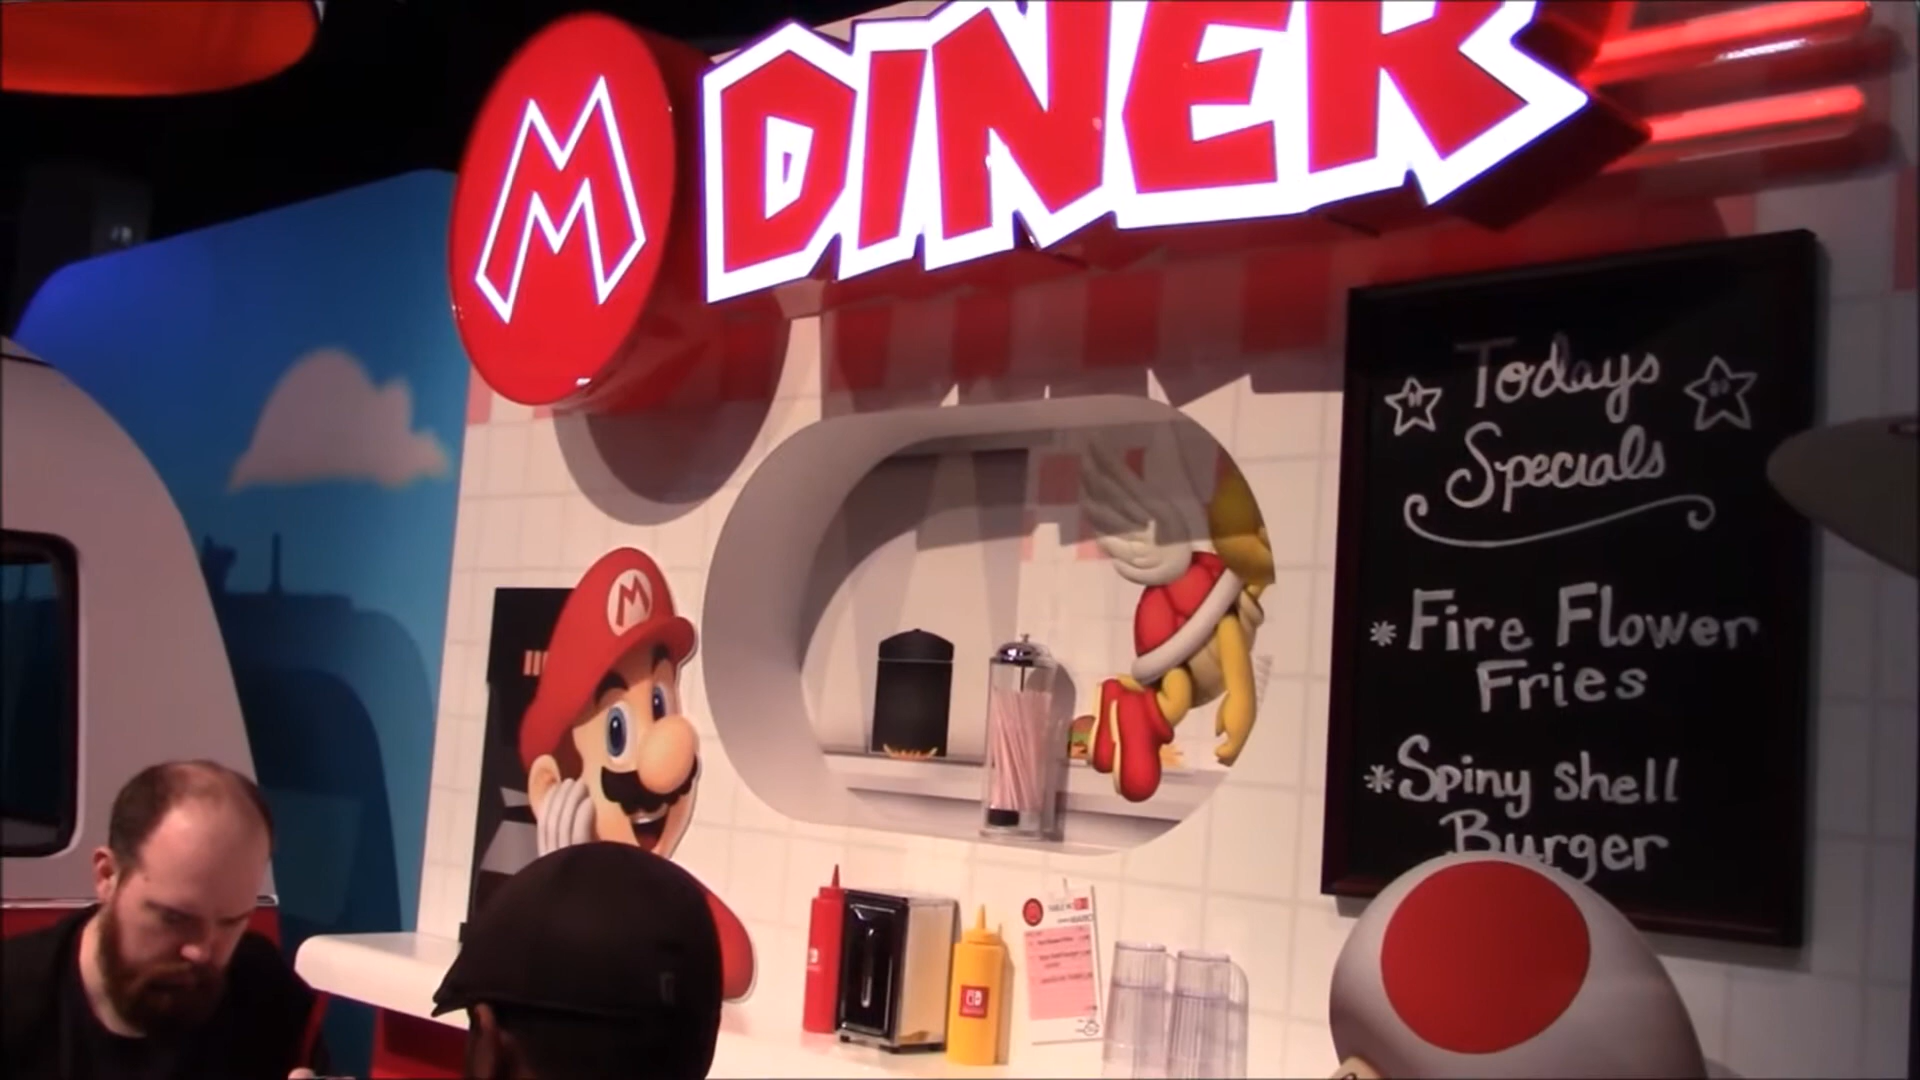 M DINER
Todays
Specials
* Fire Flower
Fries
* Spiny shell
Burger
M